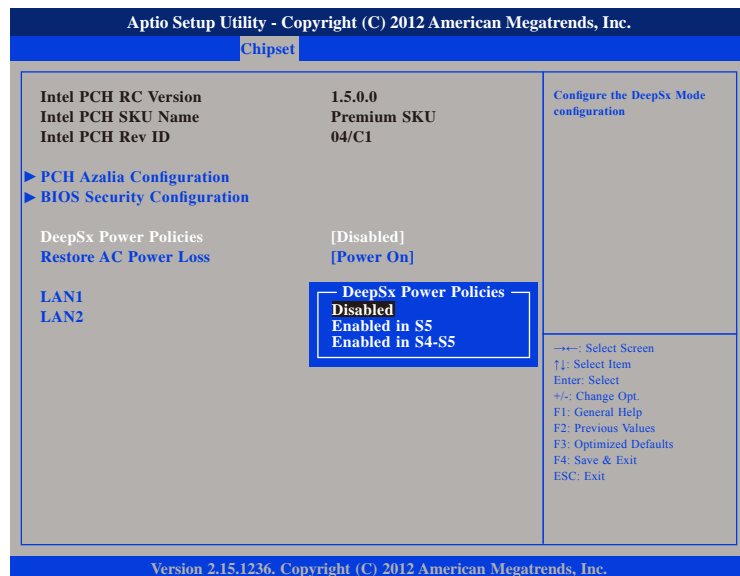 Aptio Setup Utility - Copyright (C) 2012 American Megatrends, Inc.
Chipset
Intel PCH RC Version 1.5.0.0
Intel PCH SKU Name Premium SKU
Intel PCH Rev ID 04/C1
▶ PCH Azalia Configuration
▶ BIOS Security Configuration
DeepSx Power Policies [Disabled]
Restore AC Power Loss [Power On]
LAN1
LAN2
DeepSx Power Policies
Disabled
Enabled in S5
Enabled in S4-S5
Configure the DeepSx Mode
configuration
→←: Select Screen
↑↓: Select Item
Enter: Select
+/-: Change Opt.
F1: General Help
F2: Previous Values
F3: Optimized Defaults
F4: Save & Exit
ESC: Exit
Version 2.15.1236. Copyright (C) 2012 American Megatrends, Inc.